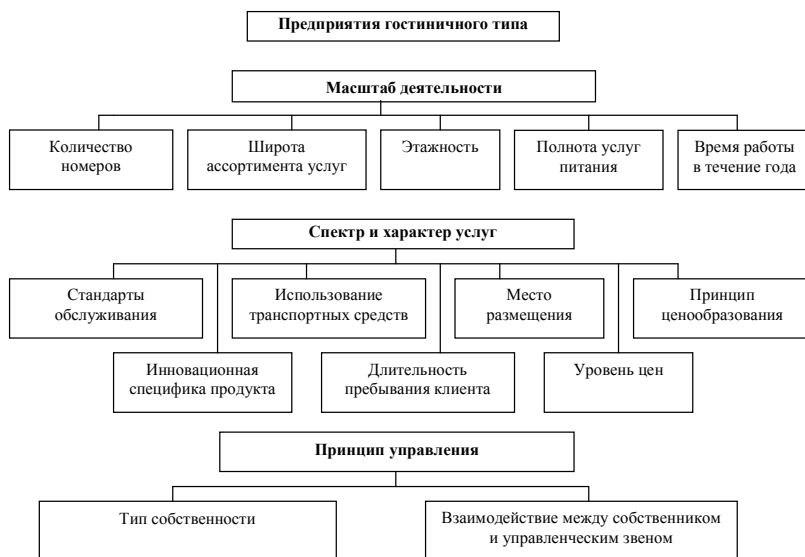 Предприятия гостиничного типа
Масштаб деятельности
Количество
номеров
Широта
ассортимента услуг
Этажность
Полнота услуг
питания
Время работы
в течение года
Спектр и характер услуг
Стандарты
обслуживания
Использование
транспортных средств
Место
размещения
Принцип
ценообразования
Инновационная
специфика продукта
Длительность
пребывания клиента
Уровень цен
Принцип управления
Тип собственности
Взаимодействие между собственником
и управленческим звеном